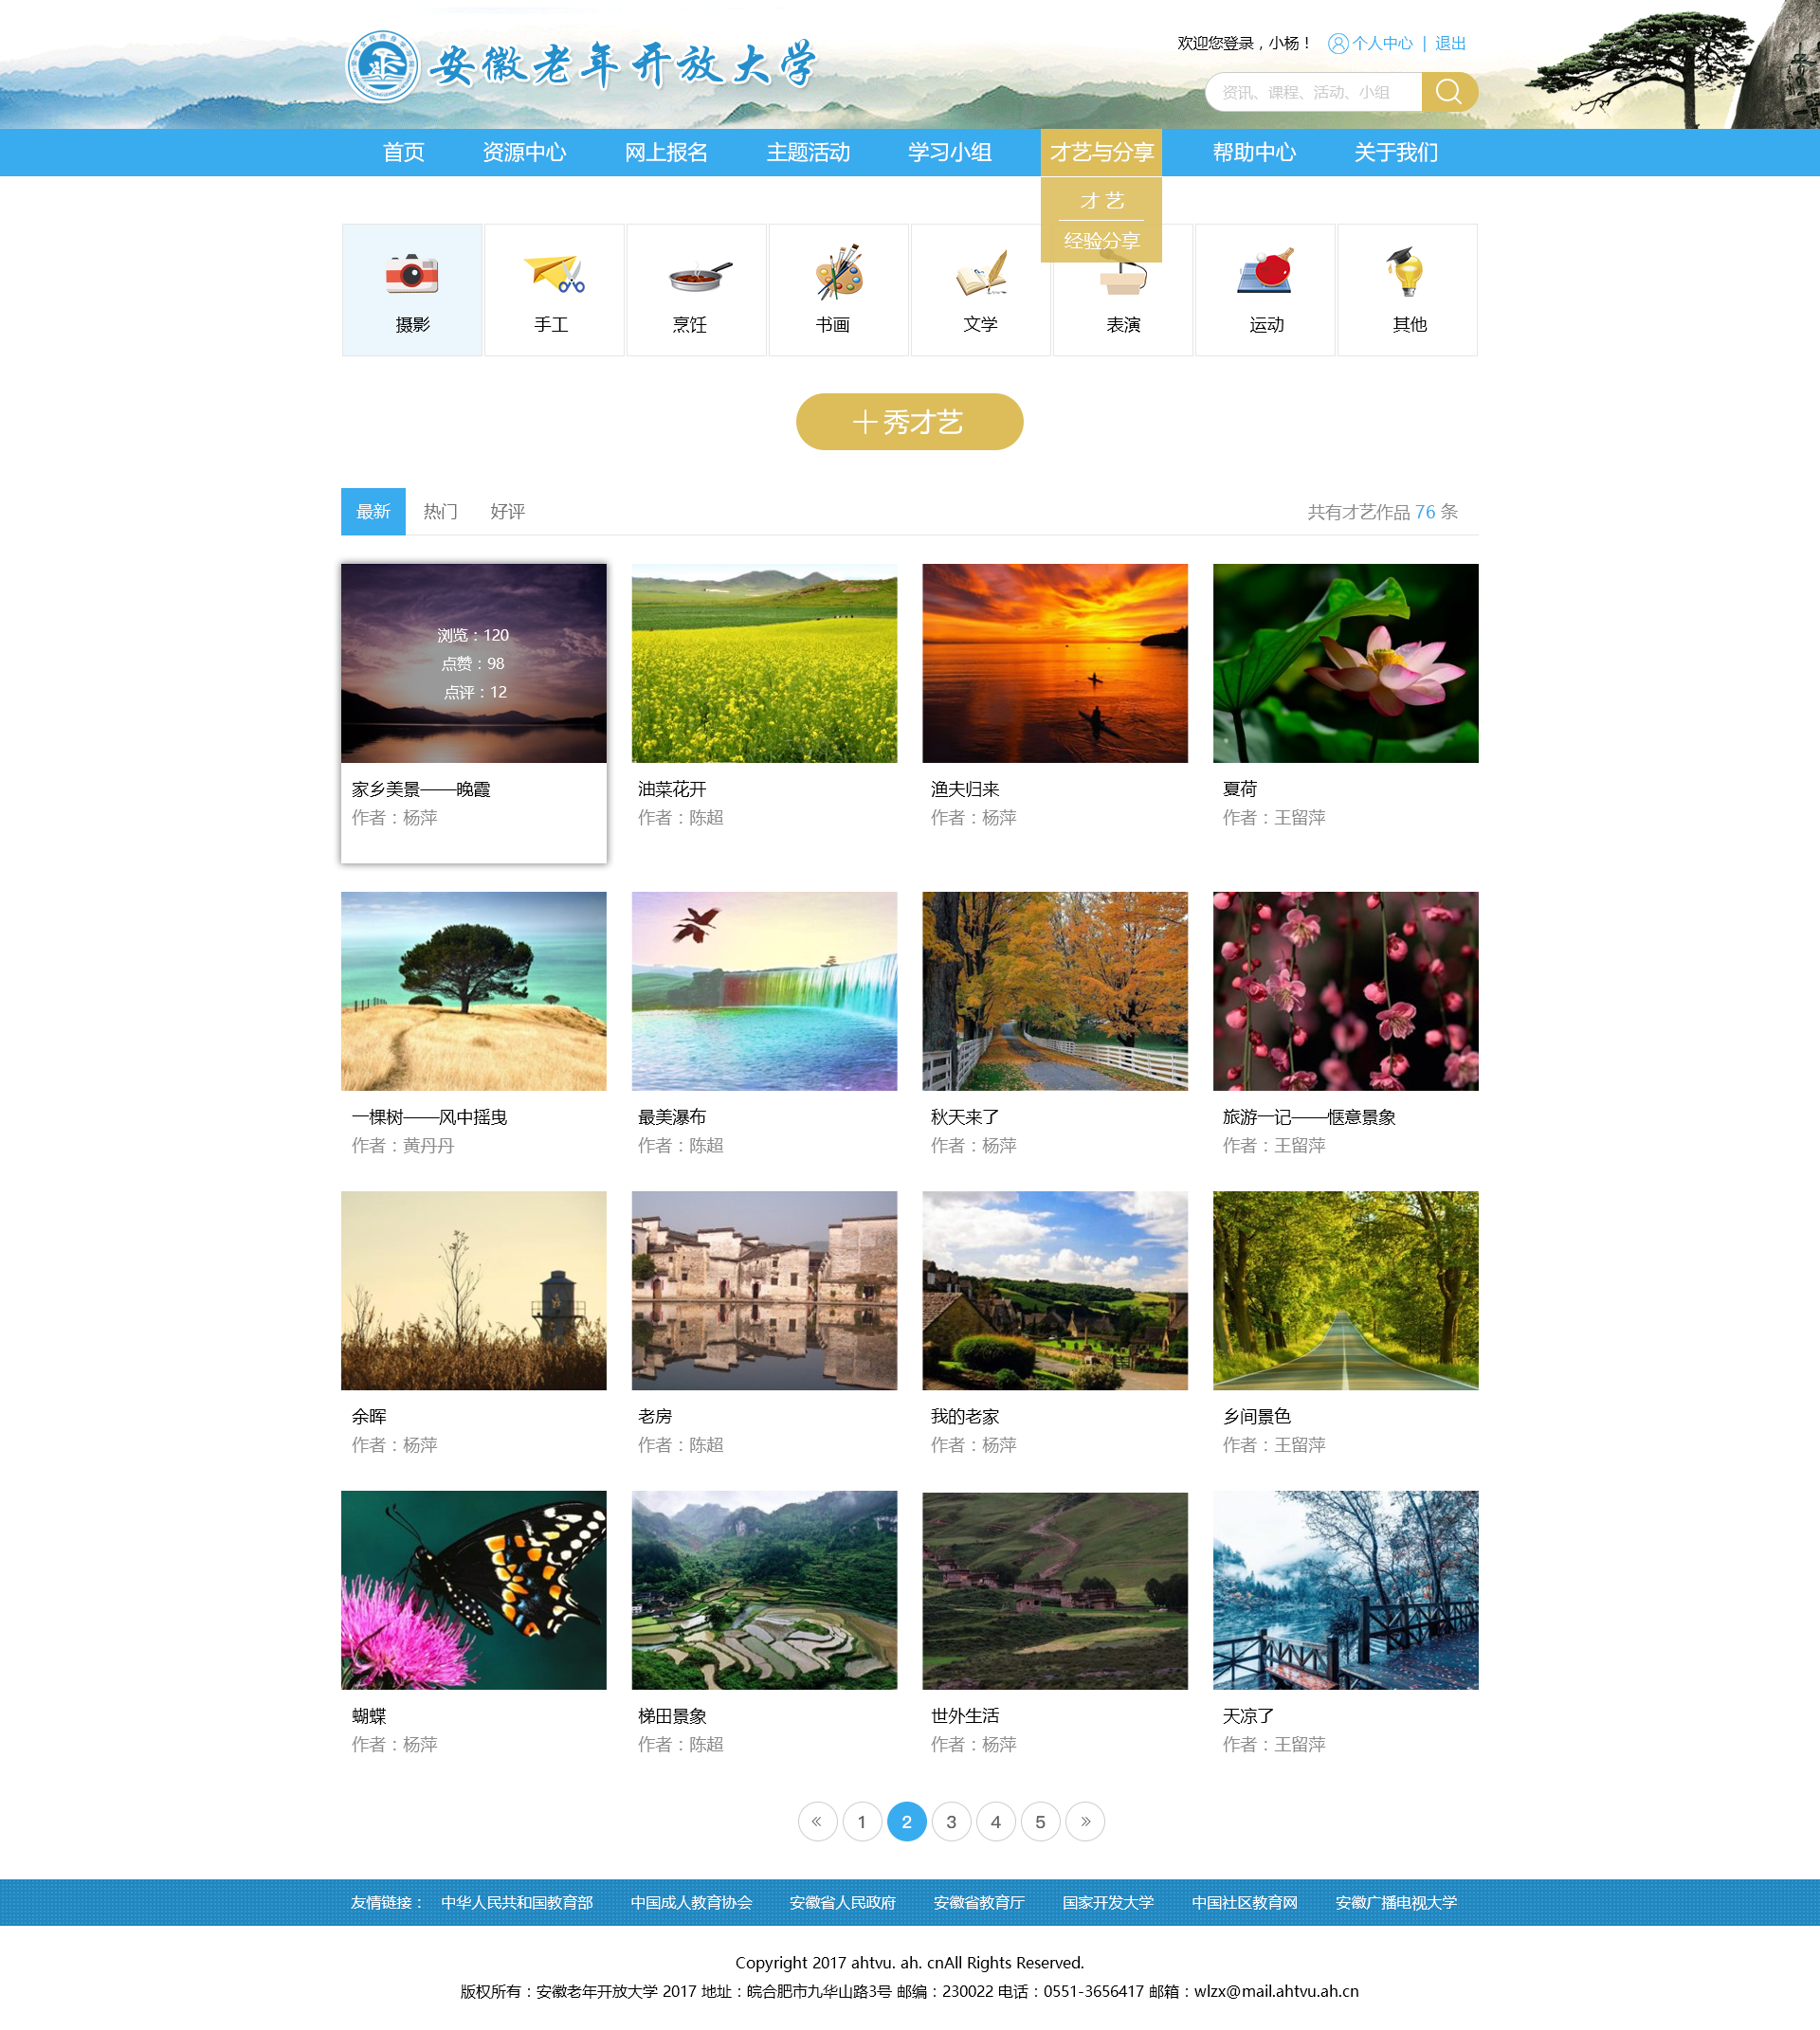 安徽老年开放大学
欢迎您登录，小杨！ 个人中心 | 退出
资讯、课程、活动、小组
首页 资源中心 网上报名 主题活动 学习小组 才艺与分享 帮助中心 关于我们
才 艺
经验分享
摄影 手工 烹饪 书画 文学 表演 运动 其他
十 秀才艺
最新 热门 好评 共有才艺作品 76 条
浏览：120
点赞：98
点评：12
家乡美景——晚霞 油菜花开 渔夫归来 夏荷
作者：杨萍 作者：陈超 作者：杨萍 作者：王留萍
一棵树——风中摇曳 最美瀑布 秋天来了 旅游一记——惬意景象
作者：黄丹丹 作者：陈超 作者：杨萍 作者：王留萍
余晖 老房 我的老家 乡间景色
作者：杨萍 作者：陈超 作者：杨萍 作者：王留萍
蝴蝶 梯田景象 世外生活 天凉了
作者：杨萍 作者：陈超 作者：杨萍 作者：王留萍
« 1 2 3 4 5 »
友情链接： 中华人民共和国教育部 中国成人教育协会 安徽省人民政府 安徽省教育厅 国家开发大学 中国社区教育网 安徽广播电视大学
Copyright 2017 ahtvu. ah. cnAll Rights Reserved.
版权所有：安徽老年开放大学 2017 地址：皖合肥市九华山路3号 邮编：230022 电话：0551-3656417 邮箱：wlzx@mail.ahtvu.ah.cn